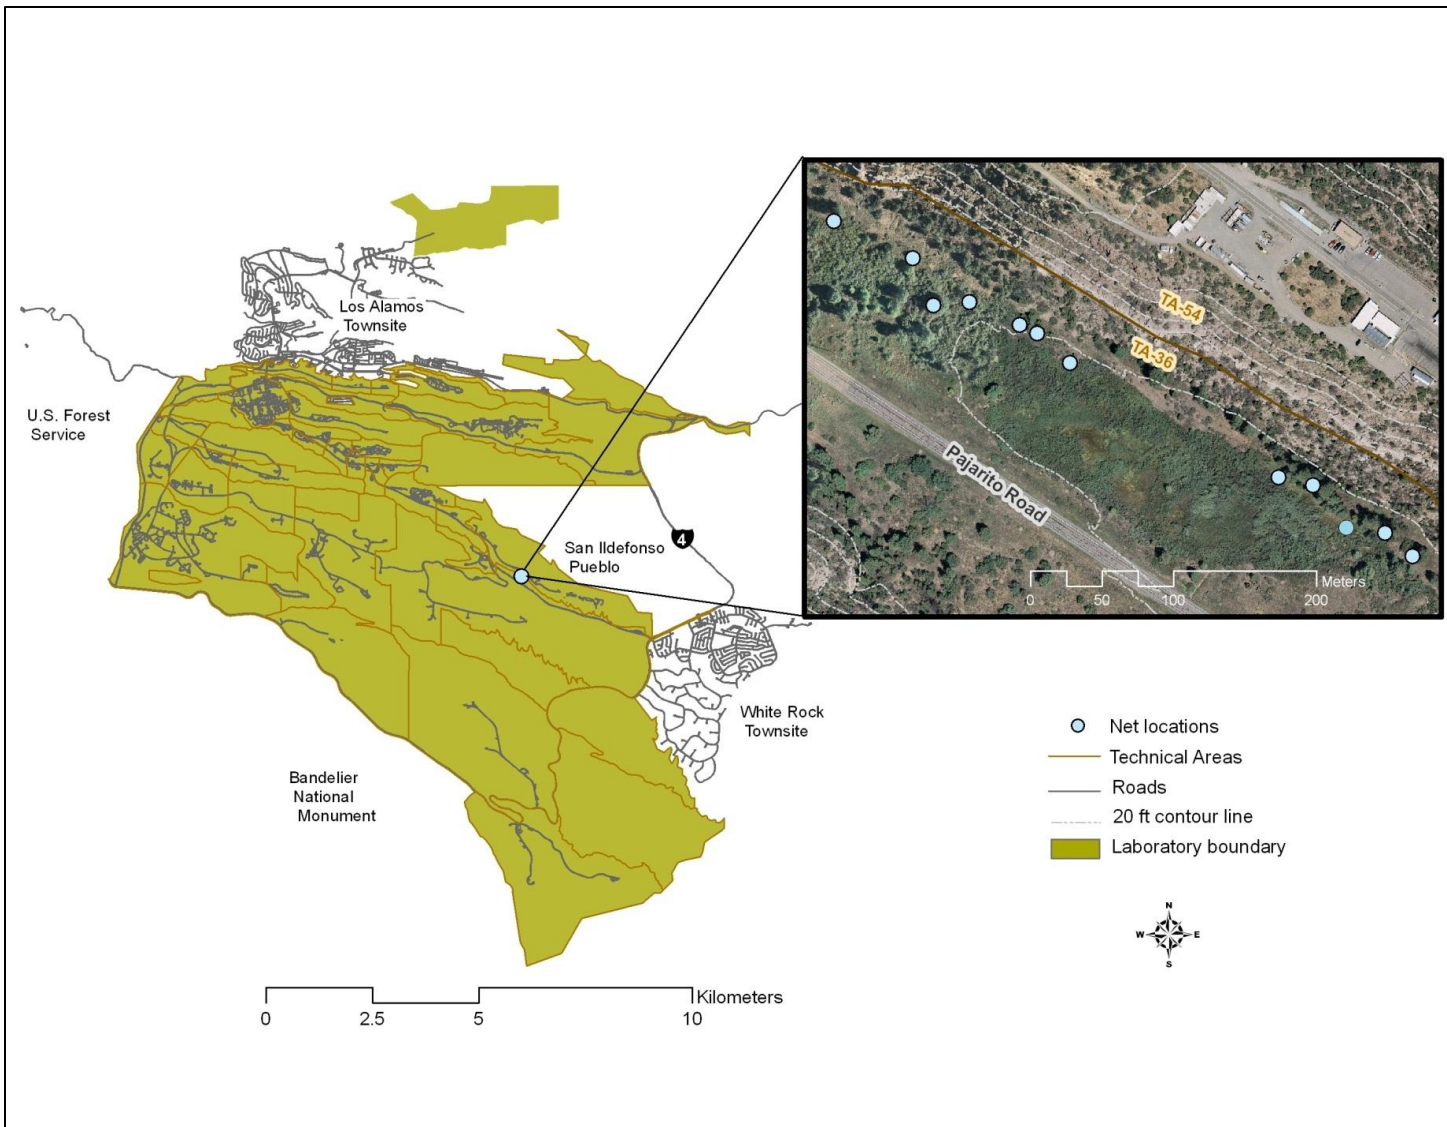 Los Alamos
Townsite
U.S. Forest
Service
San Ildefonso
Pueblo
4
White Rock
Townsite
Bandelier
National
Monument
TA-54
TA-36
Pajarito Road
Meters
0 50 100 200
Net locations
Technical Areas
Roads
20 ft contour line
Laboratory boundary
N
W E
S
Kilometers
0 2.5 5 10